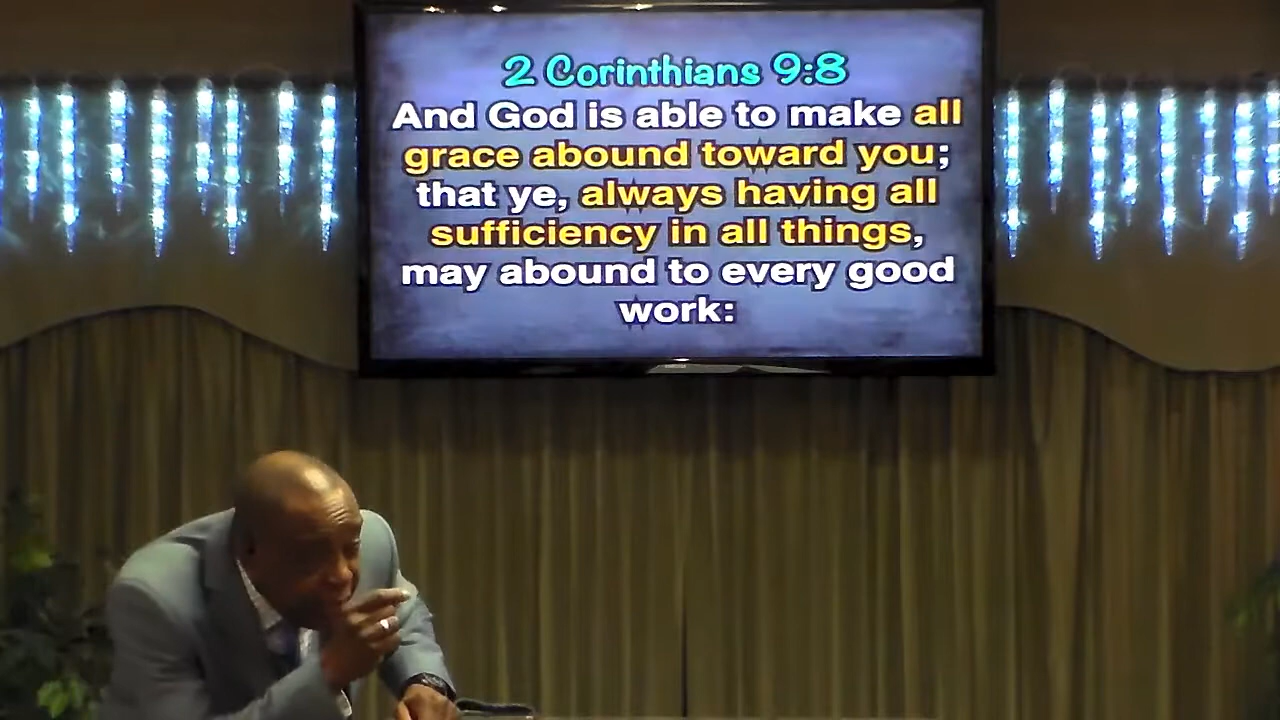 2 Corinthians 9:8
And God is able to make all
grace abound toward you;
that ye, always having all
sufficiency in all things,
may abound to every good
work: